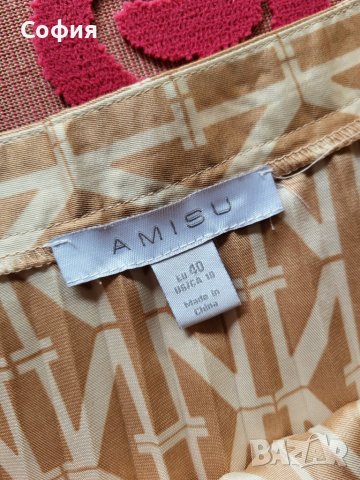 София
AMISU
EU 40
US/CA 10
Made in
China
BAZAR